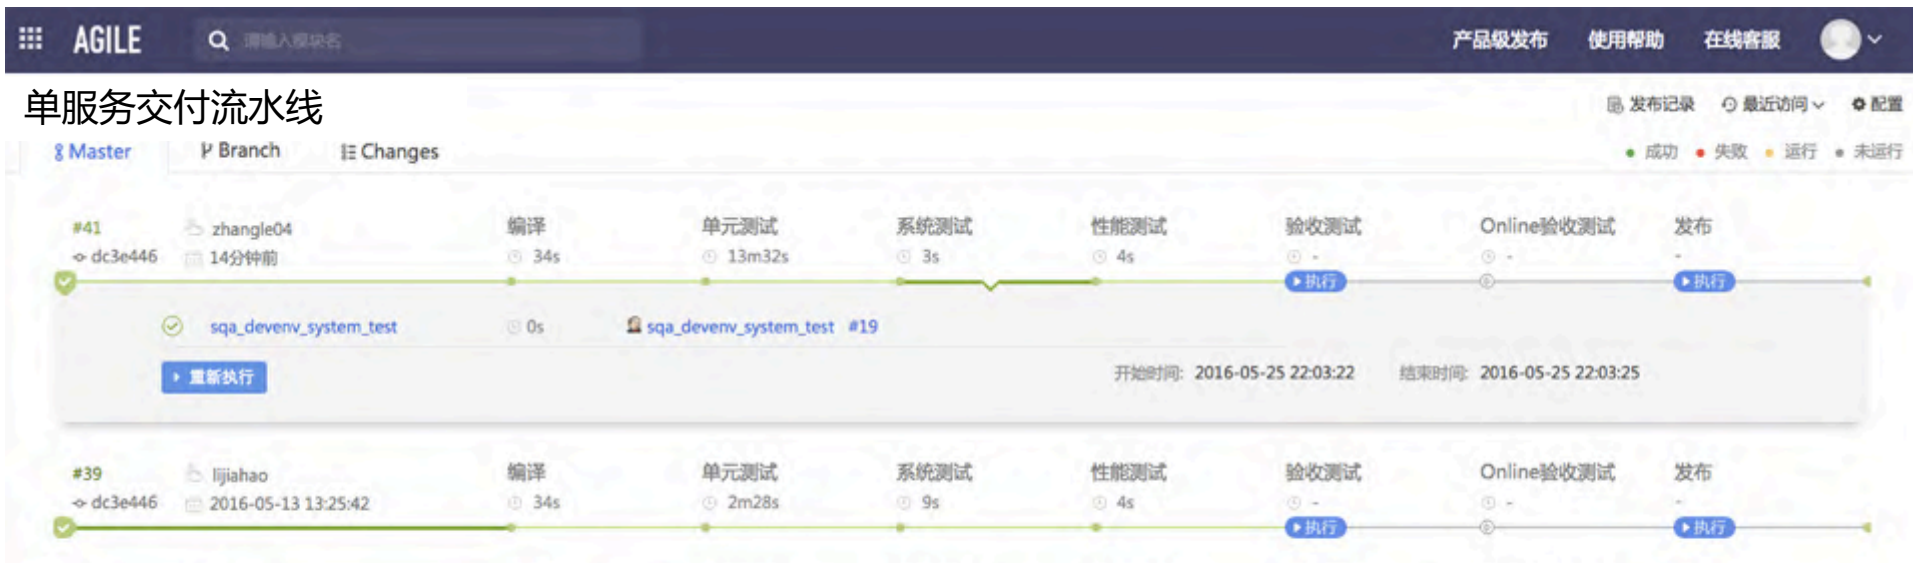 AGILE 请输入模块名 产品级发布 使用帮助 在线客服
单服务交付流水线 发布记录 最近访问 配置
Master Branch Changes 成功 失败 运行 未运行
#41 zhangle04 编译 单元测试 系统测试 性能测试 验收测试 Online验收测试 发布
dc3e446 14分钟前 34s 13m32s 3s 4s - - -
执行 执行
sqa_devenv_system_test 0s sqa_devenv_system_test #19
重新执行 开始时间: 2016-05-25 22:03:22 结束时间: 2016-05-25 22:03:25
#39 lijiahao 编译 单元测试 系统测试 性能测试 验收测试 Online验收测试 发布
dc3e446 2016-05-13 13:25:42 34s 2m28s 9s 4s - - -
执行 执行